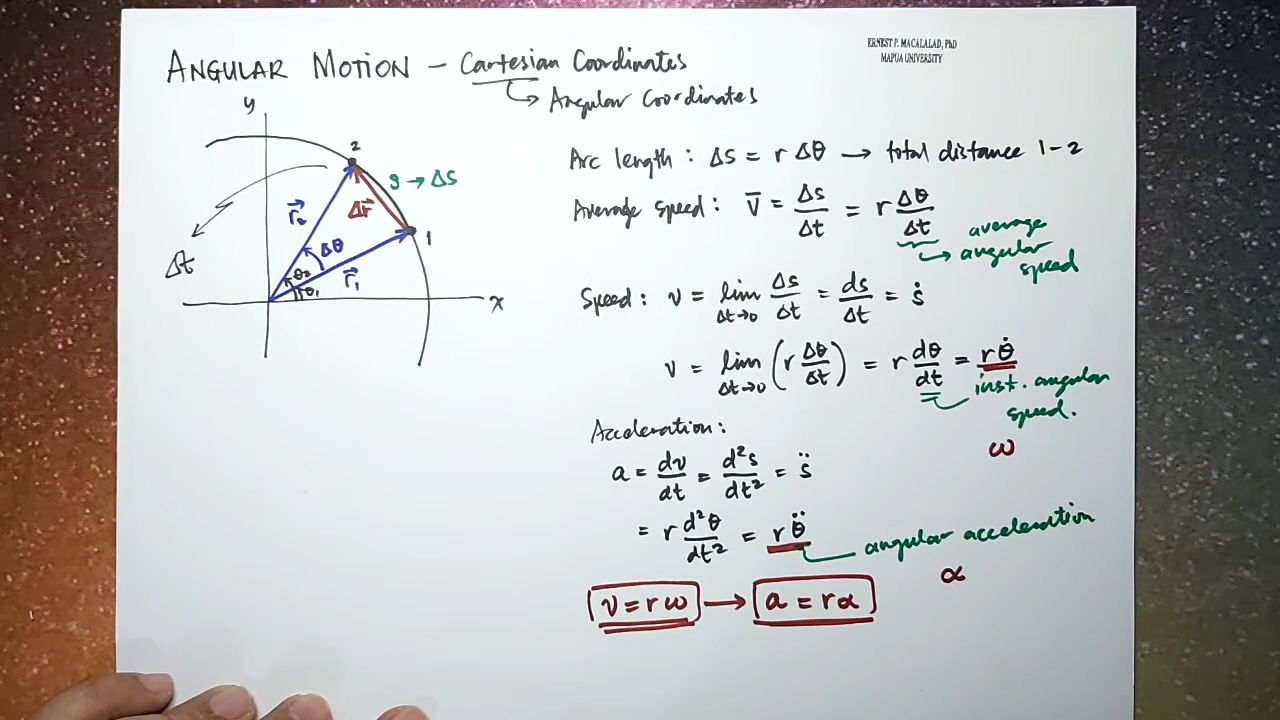 ERNEST P. MACALALAD, PhD
MAPUA UNIVERSITY
ANGULAR MOTION – Cartesian Coordinates
↳ Angular Coordinates
y
2
s → Δs
r⃗₂
Δr⃗
1
Δθ
Δt
θ₂
r⃗₁
θ₁
x
Arc length : Δs = r Δθ → total distance 1-2
Average speed : v̅ = Δs/Δt = r Δθ/Δt
↳ average angular speed
Speed : v = lim Δt→0 Δs/Δt = ds/Δt = ṡ
v = lim Δt→0 (r Δθ/Δt) = r dθ/dt = rθ̇
inst. angular speed.
ω
Acceleration :
a = dv/dt = d²s/dt² = s̈
= r d²θ/dt² = r θ̈
angular acceleration
α
v = rω → a = rα